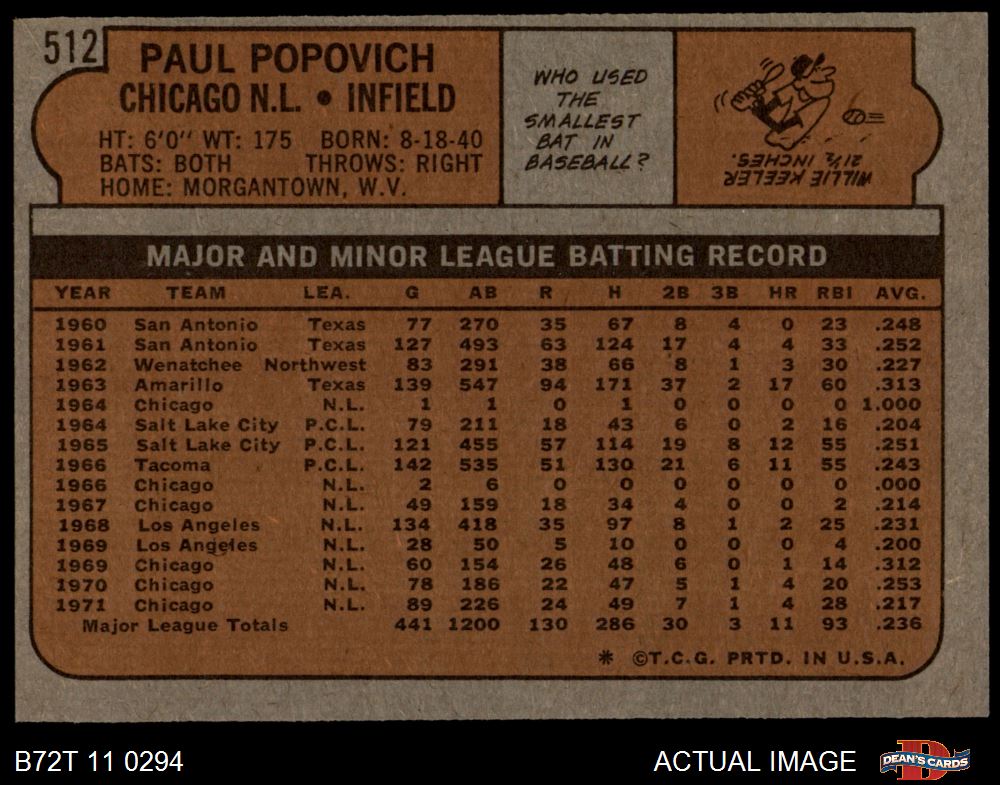 512
PAUL POPOVICH
CHICAGO N.L. • INFIELD
HT: 6'0" WT: 175 BORN: 8-18-40
BATS: BOTH THROWS: RIGHT
HOME: MORGANTOWN, W.V.
WHO USED
THE
SMALLEST
BAT IN
BASEBALL?
WILLIE KEELER
21½ INCHES.
MAJOR AND MINOR LEAGUE BATTING RECORD
YEAR TEAM LEA. G AB R H 2B 3B HR RBI AVG.
1960 San Antonio Texas 77 270 35 67 8 4 0 23 .248
1961 San Antonio Texas 127 493 63 124 17 4 4 33 .252
1962 Wenatchee Northwest 83 291 38 66 8 1 3 30 .227
1963 Amarillo Texas 139 547 94 171 37 2 17 60 .313
1964 Chicago N.L. 1 1 0 1 0 0 0 0 1.000
1964 Salt Lake City P.C.L. 79 211 18 43 6 0 2 16 .204
1965 Salt Lake City P.C.L. 121 455 57 114 19 8 12 55 .251
1966 Tacoma P.C.L. 142 535 51 130 21 6 11 55 .243
1966 Chicago N.L. 2 6 0 0 0 0 0 0 .000
1967 Chicago N.L. 49 159 18 34 4 0 0 2 .214
1968 Los Angeles N.L. 134 418 35 97 8 1 2 25 .231
1969 Los Angeles N.L. 28 50 5 10 0 0 0 4 .200
1969 Chicago N.L. 60 154 26 48 6 0 1 14 .312
1970 Chicago N.L. 78 186 22 47 5 1 4 20 .253
1971 Chicago N.L. 89 226 24 49 7 1 4 28 .217
Major League Totals 441 1200 130 286 30 3 11 93 .236
* ©T.C.G. PRTD. IN U.S.A.
B72T 11 0294
ACTUAL IMAGE
D
DEAN'S CARDS